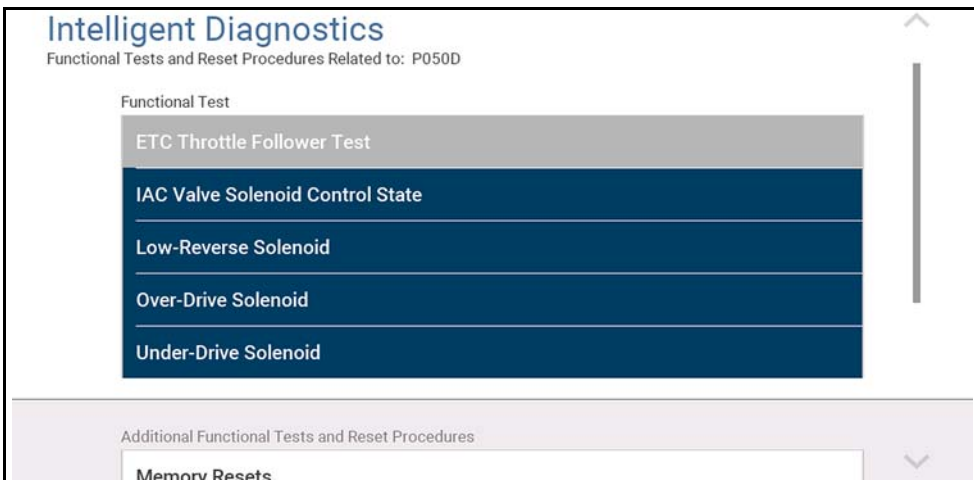 Intelligent Diagnostics
Functional Tests and Reset Procedures Related to: P050D
Functional Test
ETC Throttle Follower Test
IAC Valve Solenoid Control State
Low-Reverse Solenoid
Over-Drive Solenoid
Under-Drive Solenoid
Additional Functional Tests and Reset Procedures
Memory Resets